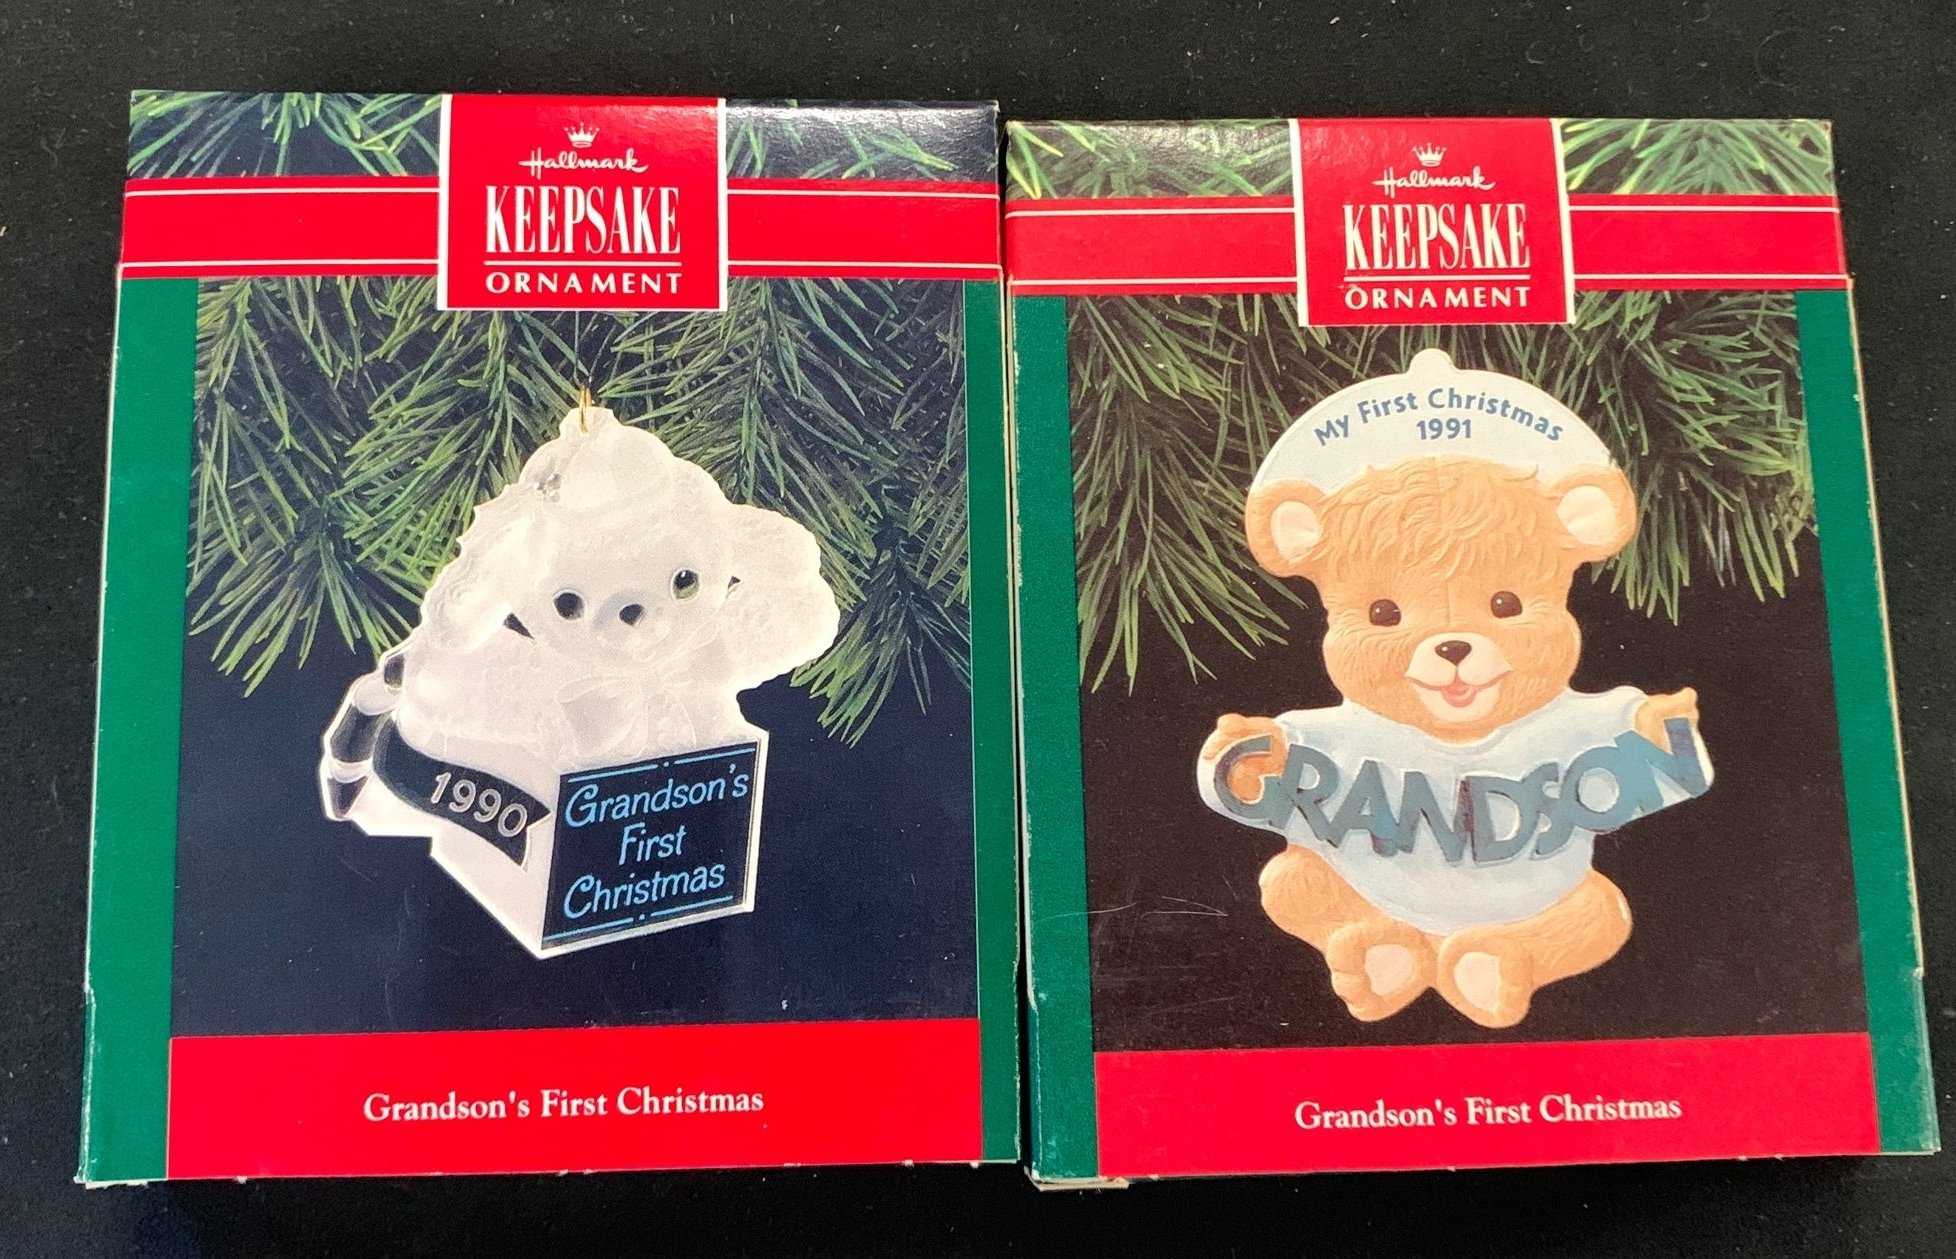 Hallmark
KEEPSAKE
ORNAMENT
1990
Grandson's
First
Christmas
Grandson's First Christmas
Hallmark
KEEPSAKE
ORNAMENT
My First Christmas
1991
GRANDSON
Grandson's First Christmas